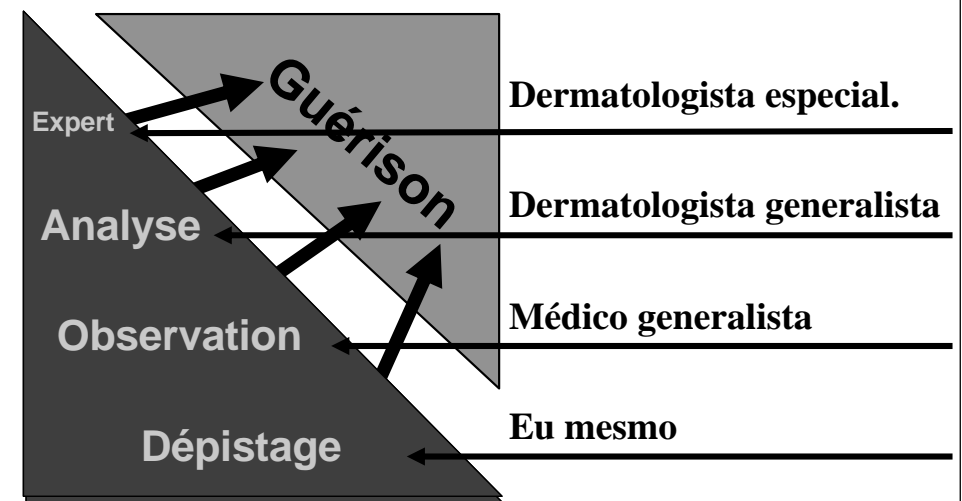 Guérison
Dermatologista especial.
Expert
Dermatologista generalista
Analyse
Médico generalista
Observation
Eu mesmo
Dépistage